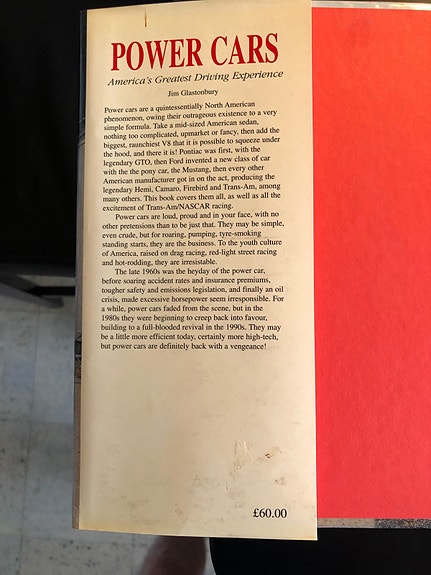 POWER CARS
America's Greatest Driving Experience
Jim Glastonbury
Power cars are a quintessentially North American
phenomenon, owing their outrageous existence to a very
simple formula. Take a mid-sized American sedan,
nothing too complicated, upmarket or fancy, then add the
biggest, raunchiest V8 that it is possible to squeeze under
the hood, and there it is! Pontiac was first, with the
legendary GTO, then Ford invented a new class of car
with the the pony car, the Mustang, then every other
American manufacturer got in on the act, producing the
legendary Hemi, Camaro, Firebird and Trans-Am, among
many others. This book covers them all, as well as all the
excitement of Trans-Am/NASCAR racing.
Power cars are loud, proud and in your face, with no
other pretensions than to be just that. They may be simple,
even crude, but for roaring, pumping, tyre-smoking
standing starts, they are the business. To the youth culture
of America, raised on drag racing, red-light street racing
and hot-rodding, they are irresistable.
The late 1960s was the heyday of the power car,
before soaring accident rates and insurance premiums,
tougher safety and emissions legislation, and finally an oil
crisis, made excessive horsepower seem irresponsible. For
a while, power cars faded from the scene, but in the
1980s they were beginning to creep back into favour,
building to a full-blooded revival in the 1990s. They may
be a little more efficient today, certainly more high-tech,
but power cars are definitely back with a vengeance!
£60.00